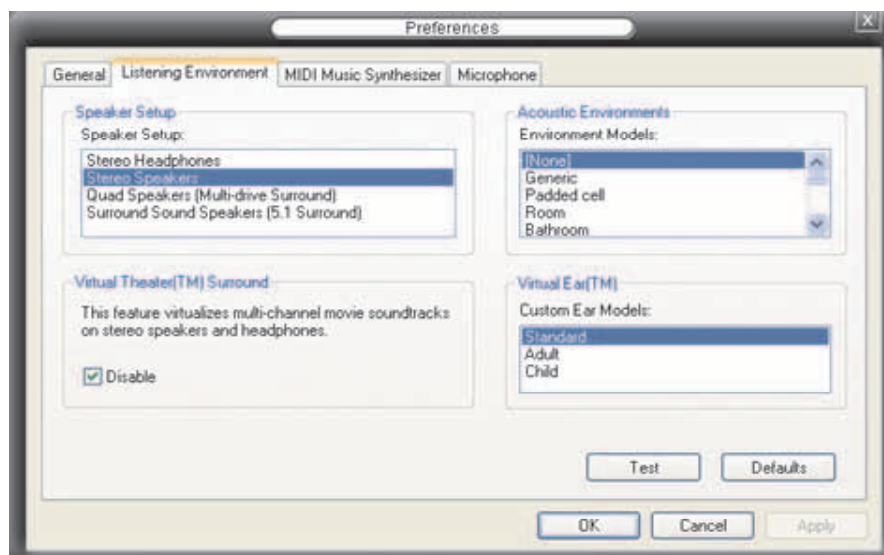 Preferences
X
General
Listening Environment
MIDI Music Synthesizer
Microphone
Speaker Setup
Speaker Setup:
Stereo Headphones
Stereo Speakers
Quad Speakers (Multi-drive Surround)
Surround Sound Speakers (5.1 Surround)
Acoustic Environments
Environment Models:
(None)
Generic
Padded cell
Room
Bathroom
Virtual Theater(TM) Surround
This feature virtualizes multi-channel movie soundtracks
on stereo speakers and headphones.
Disable
Virtual Ear(TM)
Custom Ear Models:
Standard
Adult
Child
Test
Defaults
OK
Cancel
Apply